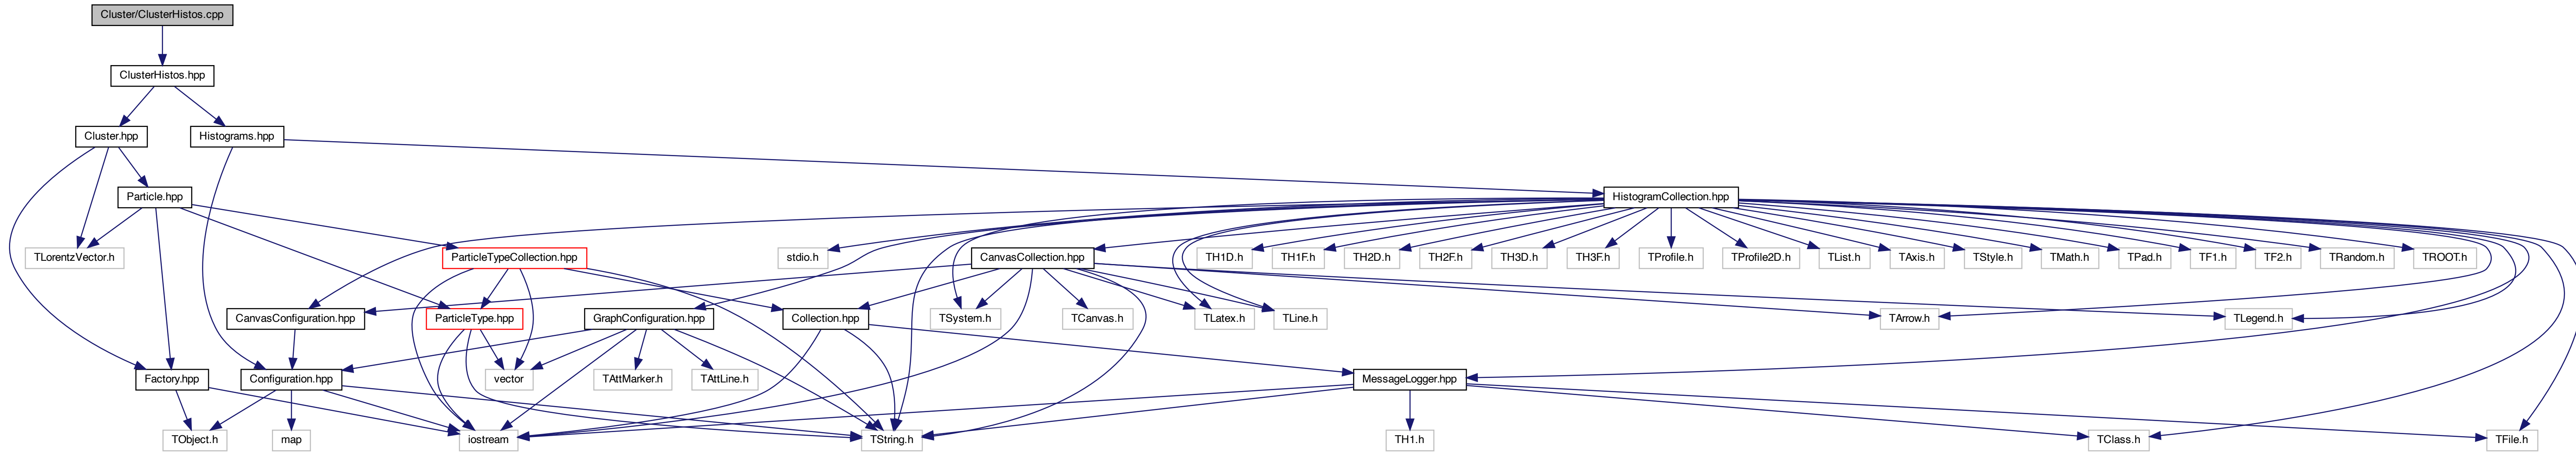 Cluster/ClusterHistos.cpp
ClusterHistos.hpp
Cluster.hpp
Histograms.hpp
Particle.hpp
HistogramCollection.hpp
TLorentzVector.h
ParticleTypeCollection.hpp
stdio.h
CanvasCollection.hpp
TH1D.h
TH1F.h
TH2D.h
TH2F.h
TH3D.h
TH3F.h
TProfile.h
TProfile2D.h
TList.h
TAxis.h
TStyle.h
TMath.h
TPad.h
TF1.h
TF2.h
TRandom.h
TROOT.h
CanvasConfiguration.hpp
ParticleType.hpp
GraphConfiguration.hpp
Collection.hpp
TSystem.h
TCanvas.h
TLatex.h
TLine.h
TArrow.h
TLegend.h
Factory.hpp
Configuration.hpp
vector
TAttMarker.h
TAttLine.h
MessageLogger.hpp
TObject.h
map
iostream
TString.h
TH1.h
TClass.h
TFile.h